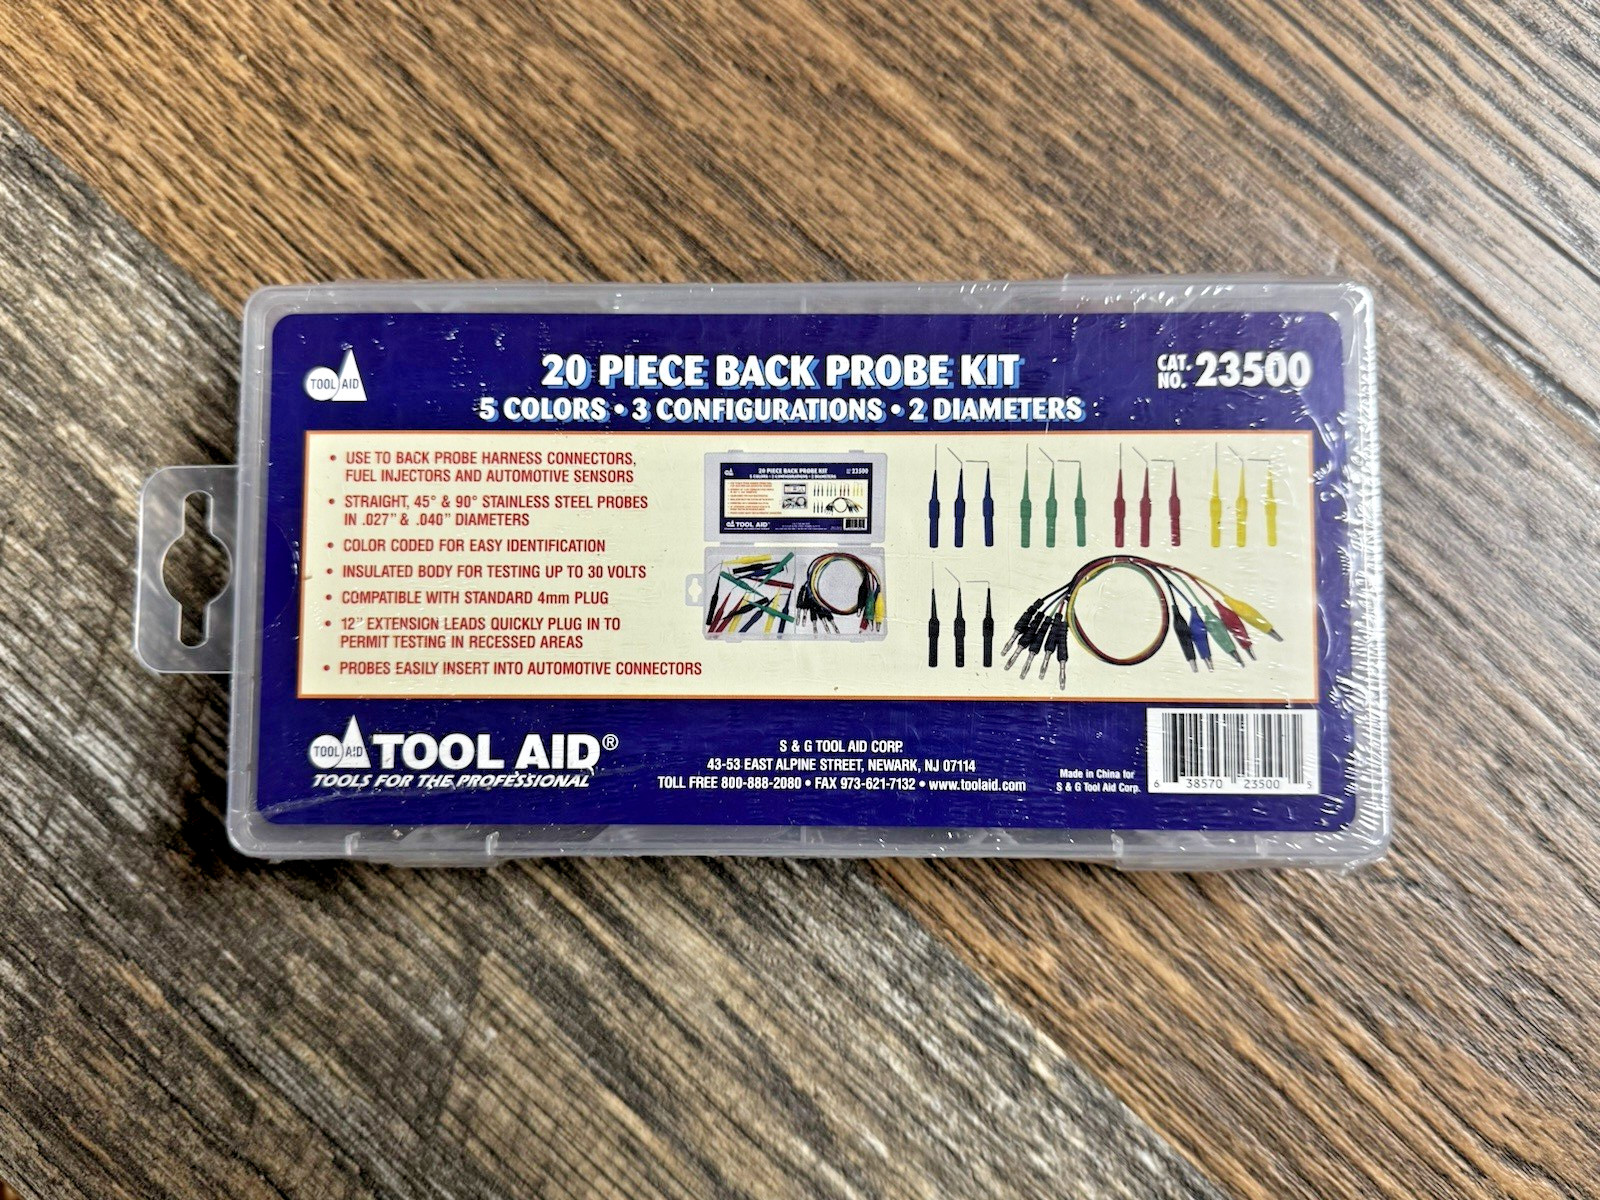 TOOL AID
20 PIECE BACK PROBE KIT
5 COLORS • 3 CONFIGURATIONS • 2 DIAMETERS
CAT. NO. 23500
• USE TO BACK PROBE HARNESS CONNECTORS,
FUEL INJECTORS AND AUTOMOTIVE SENSORS
• STRAIGHT, 45° & 90° STAINLESS STEEL PROBES
IN .027" & .040" DIAMETERS
• COLOR CODED FOR EASY IDENTIFICATION
• INSULATED BODY FOR TESTING UP TO 30 VOLTS
• COMPATIBLE WITH STANDARD 4mm PLUG
• 12" EXTENSION LEADS QUICKLY PLUG IN TO
PERMIT TESTING IN RECESSED AREAS
• PROBES EASILY INSERT INTO AUTOMOTIVE CONNECTORS
20 PIECE BACK PROBE KIT
23500
5 COLORS • 3 CONFIGURATIONS • 2 DIAMETERS
TOOL AID
TOOL AID
TOOL AID®
TOOLS FOR THE PROFESSIONAL
S & G TOOL AID CORP.
43-53 EAST ALPINE STREET, NEWARK, NJ 07114
TOLL FREE 800-888-2080 • FAX 973-621-7132 • www.toolaid.com
Made in China for
S & G Tool Aid Corp.
6 38570 23500 5